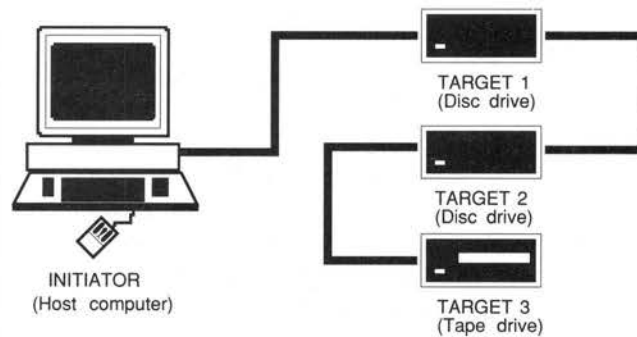 TARGET 1
(Disc drive)
TARGET 2
(Disc drive)
INITIATOR
(Host computer)
TARGET 3
(Tape drive)